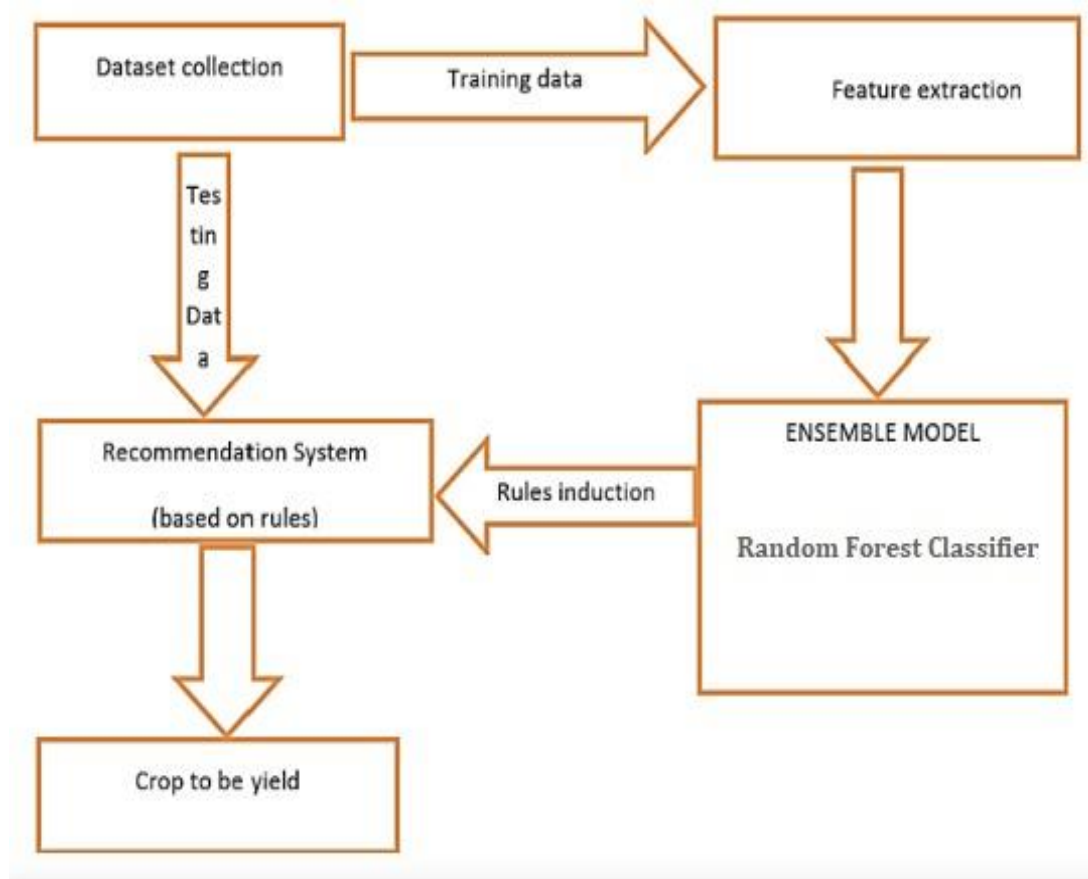 Dataset collection
Training data
Feature extraction
Tes
tin
g
Dat
a
Recommendation System
(based on rules)
Rules induction
ENSEMBLE MODEL
Random Forest Classifier
Crop to be yield